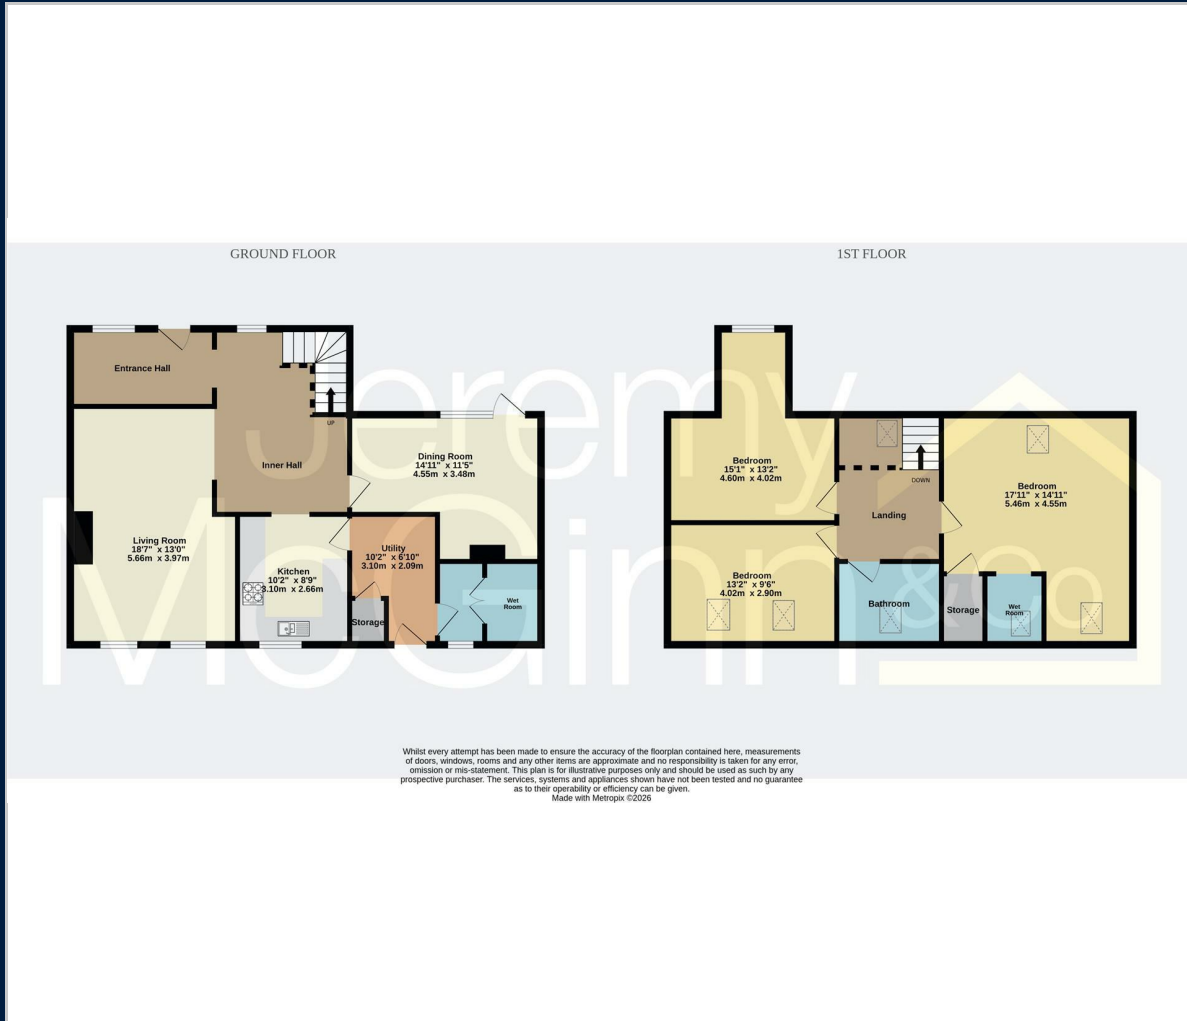 GROUND FLOOR
1ST FLOOR
Entrance Hall
UP
Inner Hall
Dining Room
14'11" x 11'5"
4.55m x 3.48m
Living Room
18'7" x 13'0"
5.66m x 3.97m
Kitchen
10'2" x 8'9"
3.10m x 2.66m
Utility
10'2" x 6'10"
3.10m x 2.09m
Storage
Wet
Room
Bedroom
15'1" x 13'2"
4.60m x 4.02m
DOWN
Landing
Bedroom
17'11" x 14'11"
5.46m x 4.55m
Bedroom
13'2" x 9'6"
4.02m x 2.90m
Bathroom
Storage
Wet
Room
Jeremy
McGinn & Co
Whilst every attempt has been made to ensure the accuracy of the floorplan contained here, measurements
of doors, windows, rooms and any other items are approximate and no responsibility is taken for any error,
omission or mis-statement. This plan is for illustrative purposes only and should be used as such by any
prospective purchaser. The services, systems and appliances shown have not been tested and no guarantee
as to their operability or efficiency can be given.
Made with Metropix ©2026